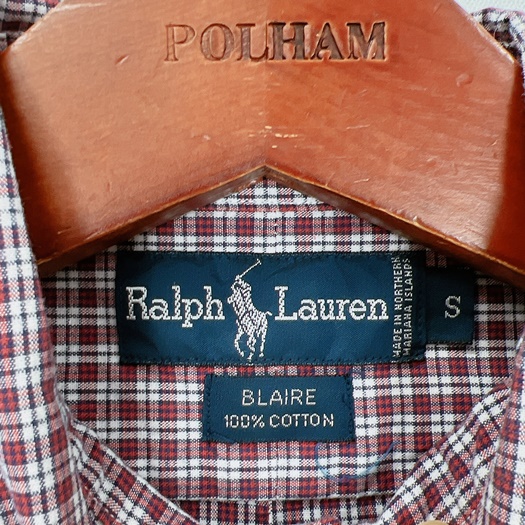 POLHAM
Ralph Lauren
MADE IN NORTHERN
MARIANA ISLANDS
S
BLAIRE
100% COTTON